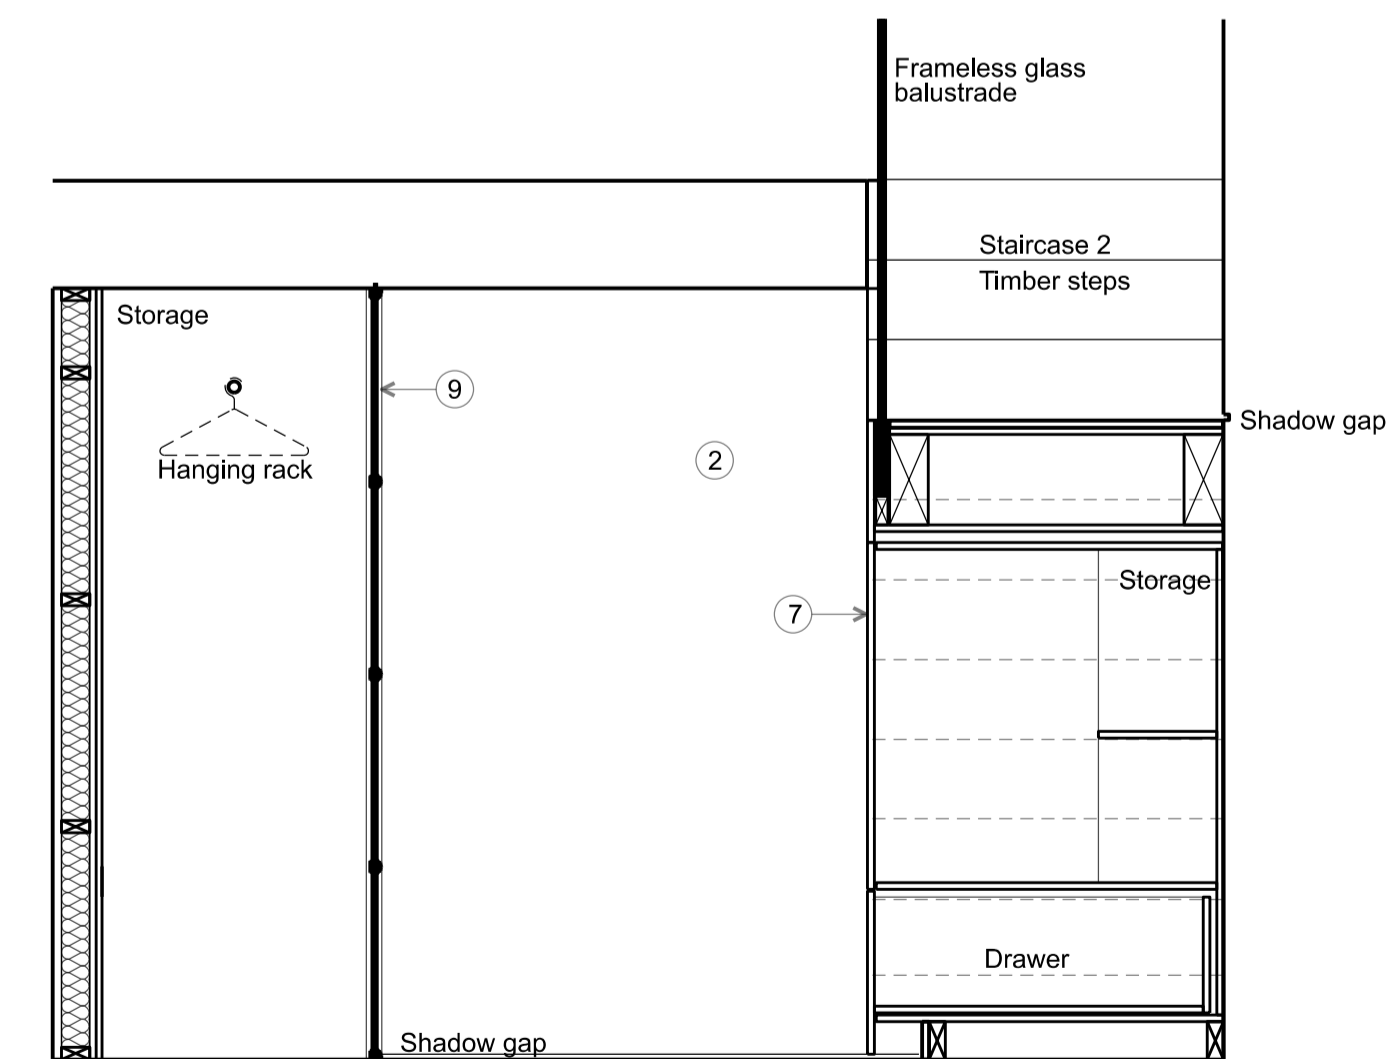 Frameless glass
balustrade
Staircase 2
Timber steps
Storage
9
Shadow gap
2
Hanging rack
Storage
7
Drawer
Shadow gap